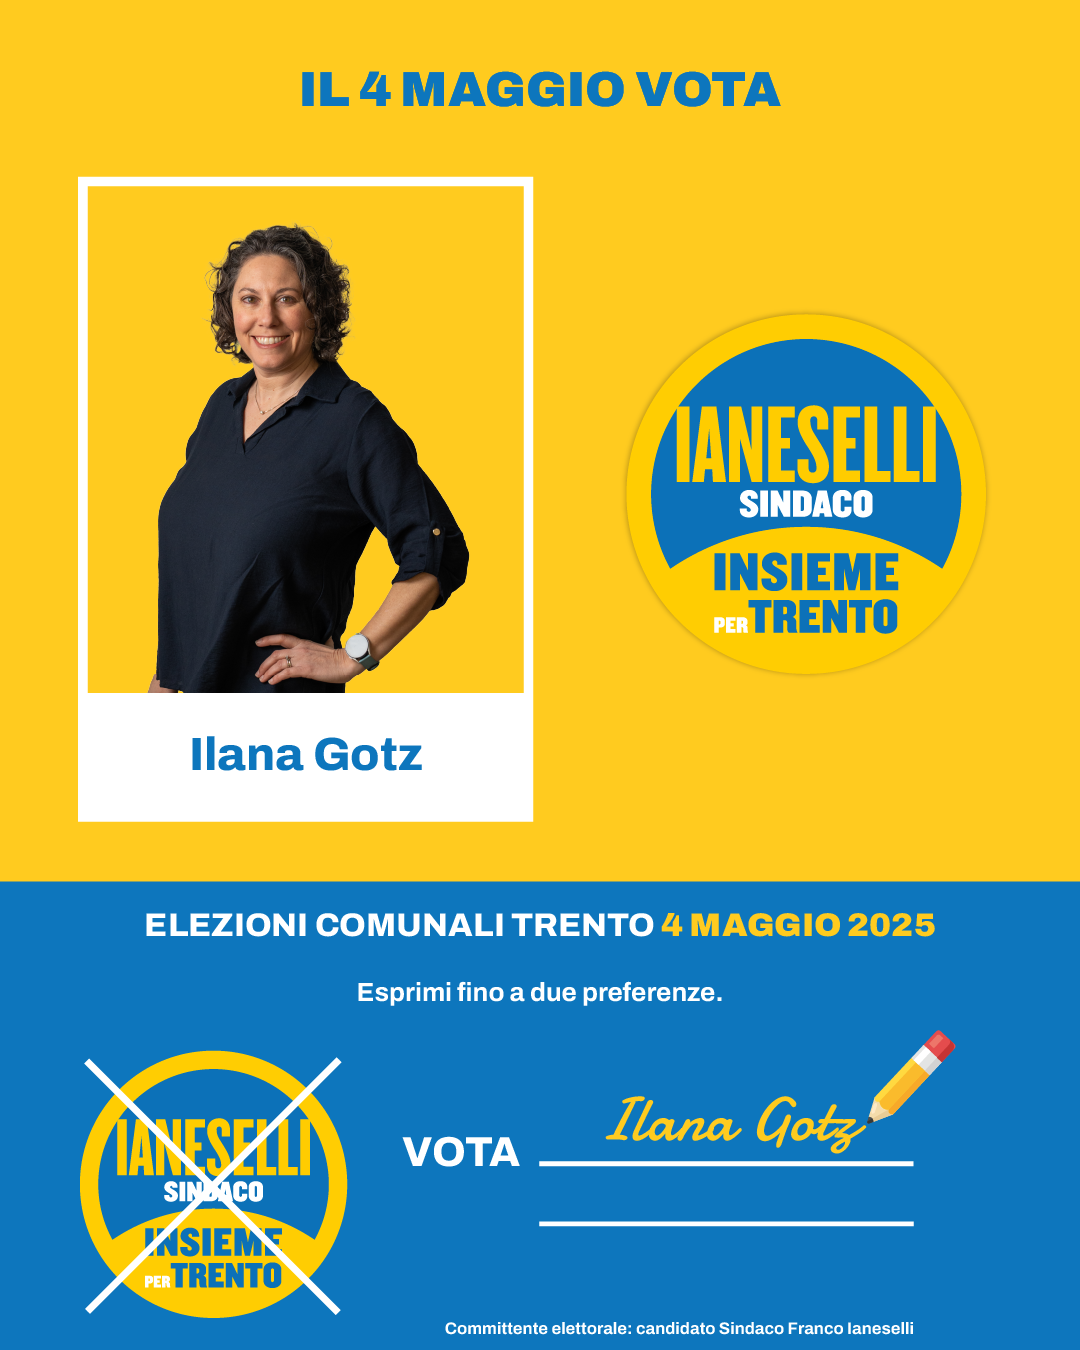 IL 4 MAGGIO VOTA
IANESELLI
SINDACO
INSIEME
PER TRENTO
Ilana Gotz
ELEZIONI COMUNALI TRENTO 4 MAGGIO 2025
Esprimi fino a due preferenze.
IANESELLI
SINDACO
INSIEME
PER TRENTO
VOTA
Ilana Gotz
Committente elettorale: candidato Sindaco Franco Ianeselli